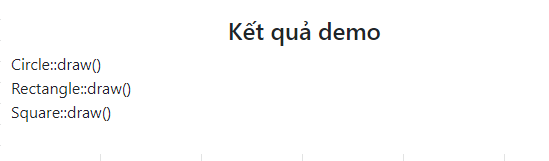 Kết quả demo
Circle::draw()
Rectangle::draw()
Square::draw()